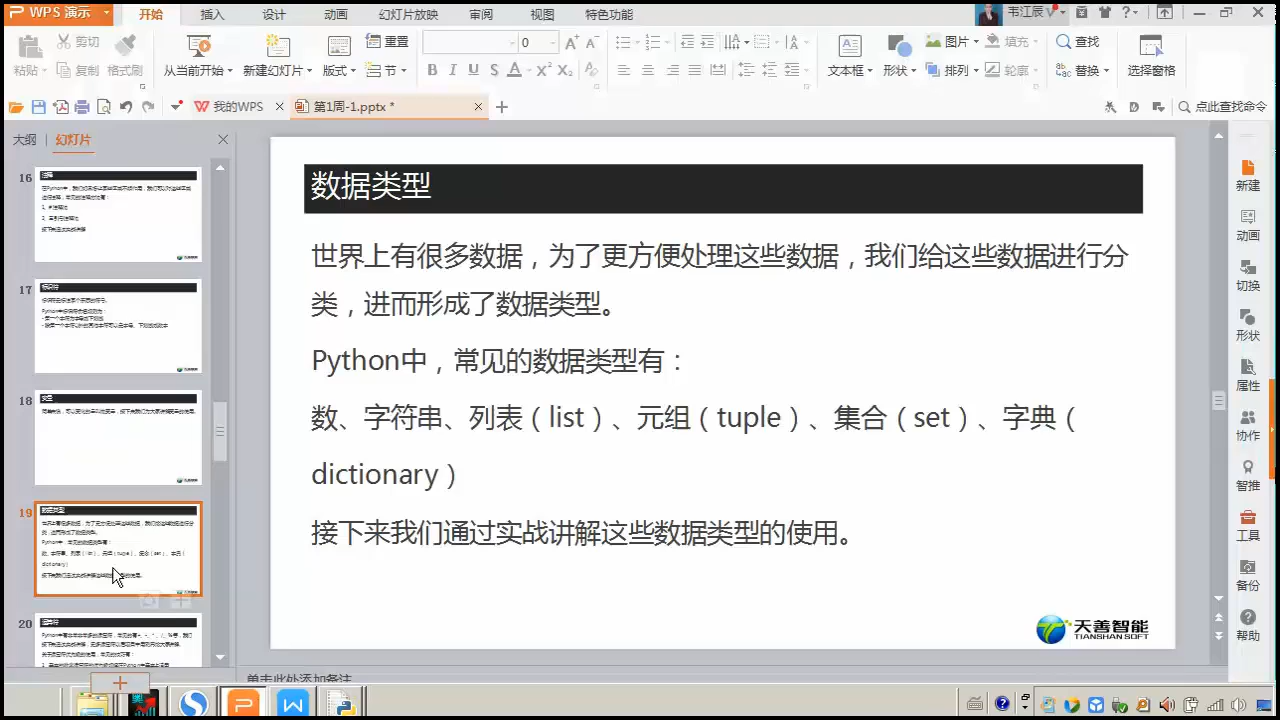 WPS 演示
开始
插入
设计
动画
幻灯片放映
审阅
视图
特色功能
韦江辰
粘贴
剪切
复制
格式刷
从当前开始
新建幻灯片
版式
重置
节
0
B I U S A X² X₂
文本框
形状
图片
排列
填充
轮廓
查找
替换
选择窗格
我的WPS
第1周-1.pptx *
点此查找命令
大纲
幻灯片
16
17
18
19
20
数据类型
世界上有很多数据，为了更方便处理这些数据，我们给这些数据进行分
类，进而形成了数据类型。
Python中，常见的数据类型有：
数、字符串、列表（list）、元组（tuple）、集合（set）、字典（
dictionary）
接下来我们通过实战讲解这些数据类型的使用。
天善智能
TIANSHAN SOFT
单击此处添加备注
新建
动画
切换
形状
属性
协作
智推
工具
备份
帮助